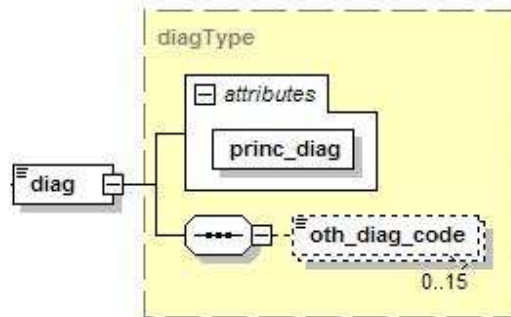 diagType
attributes
princ_diag
diag
oth_diag_code
0..15